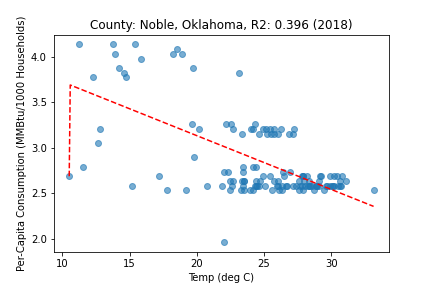 County: Noble, Oklahoma, R2: 0.396 (2018)
Per-Capita Consumption (MMBtu/1000 Households)
4.0
3.5
3.0
2.5
2.0
10 15 20 25 30
Temp (deg C)